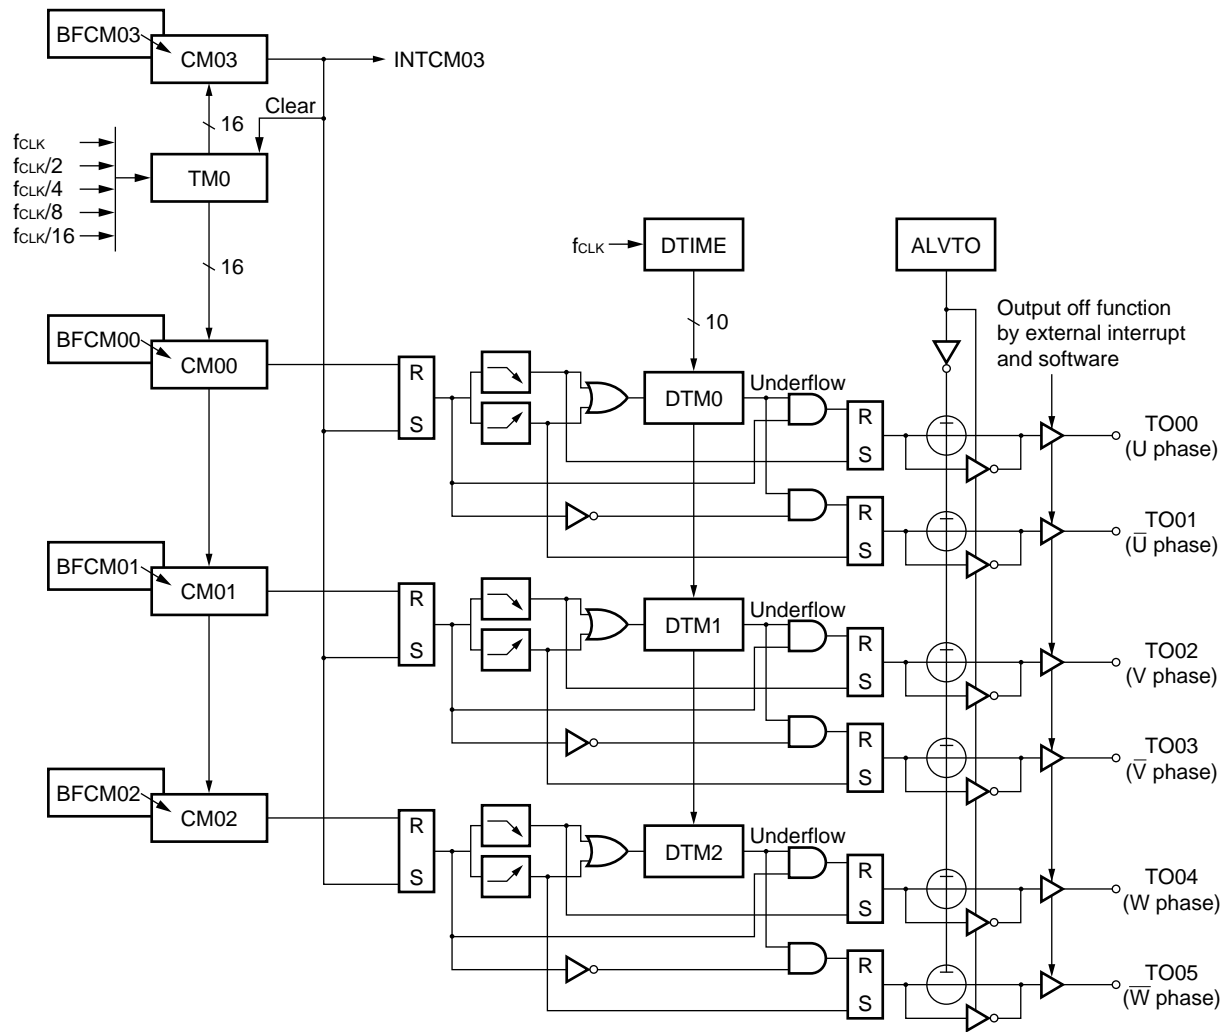 BFCM03
CM03
INTCM03
Clear
16
fCLK
fCLK/2
fCLK/4
fCLK/8
fCLK/16
TM0
16
fCLK
DTIME
ALVTO
10
Output off function
by external interrupt
and software
BFCM00
CM00
R
S
DTM0
Underflow
R
S
TO00
(U phase)
R
S
TO01
(U̅ phase)
BFCM01
CM01
R
S
DTM1
Underflow
R
S
TO02
(V phase)
R
S
TO03
(V̅ phase)
BFCM02
CM02
R
S
DTM2
Underflow
R
S
TO04
(W phase)
R
S
TO05
(W̅ phase)